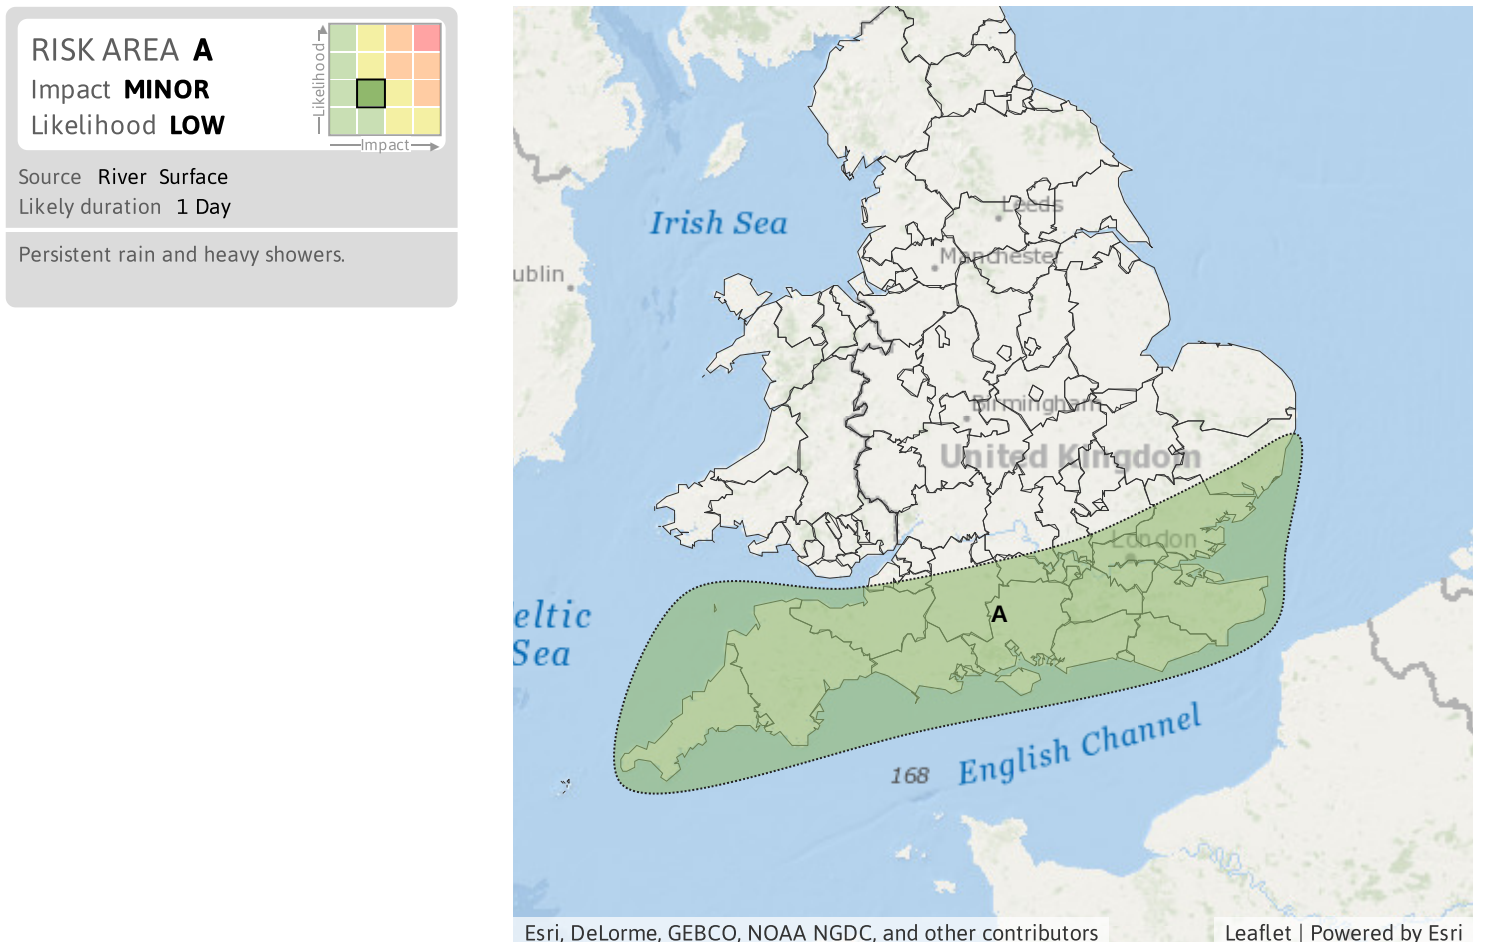 RISK AREA A
Impact MINOR
Likelihood LOW
Likelihood
Impact
Source River Surface
Likely duration 1 Day
Persistent rain and heavy showers.
Irish Sea
Leeds
Manchester
ublin
Birmingham
United Kingdom
London
eltic
Sea
A
English Channel
168
Esri, DeLorme, GEBCO, NOAA NGDC, and other contributors
Leaflet | Powered by Esri